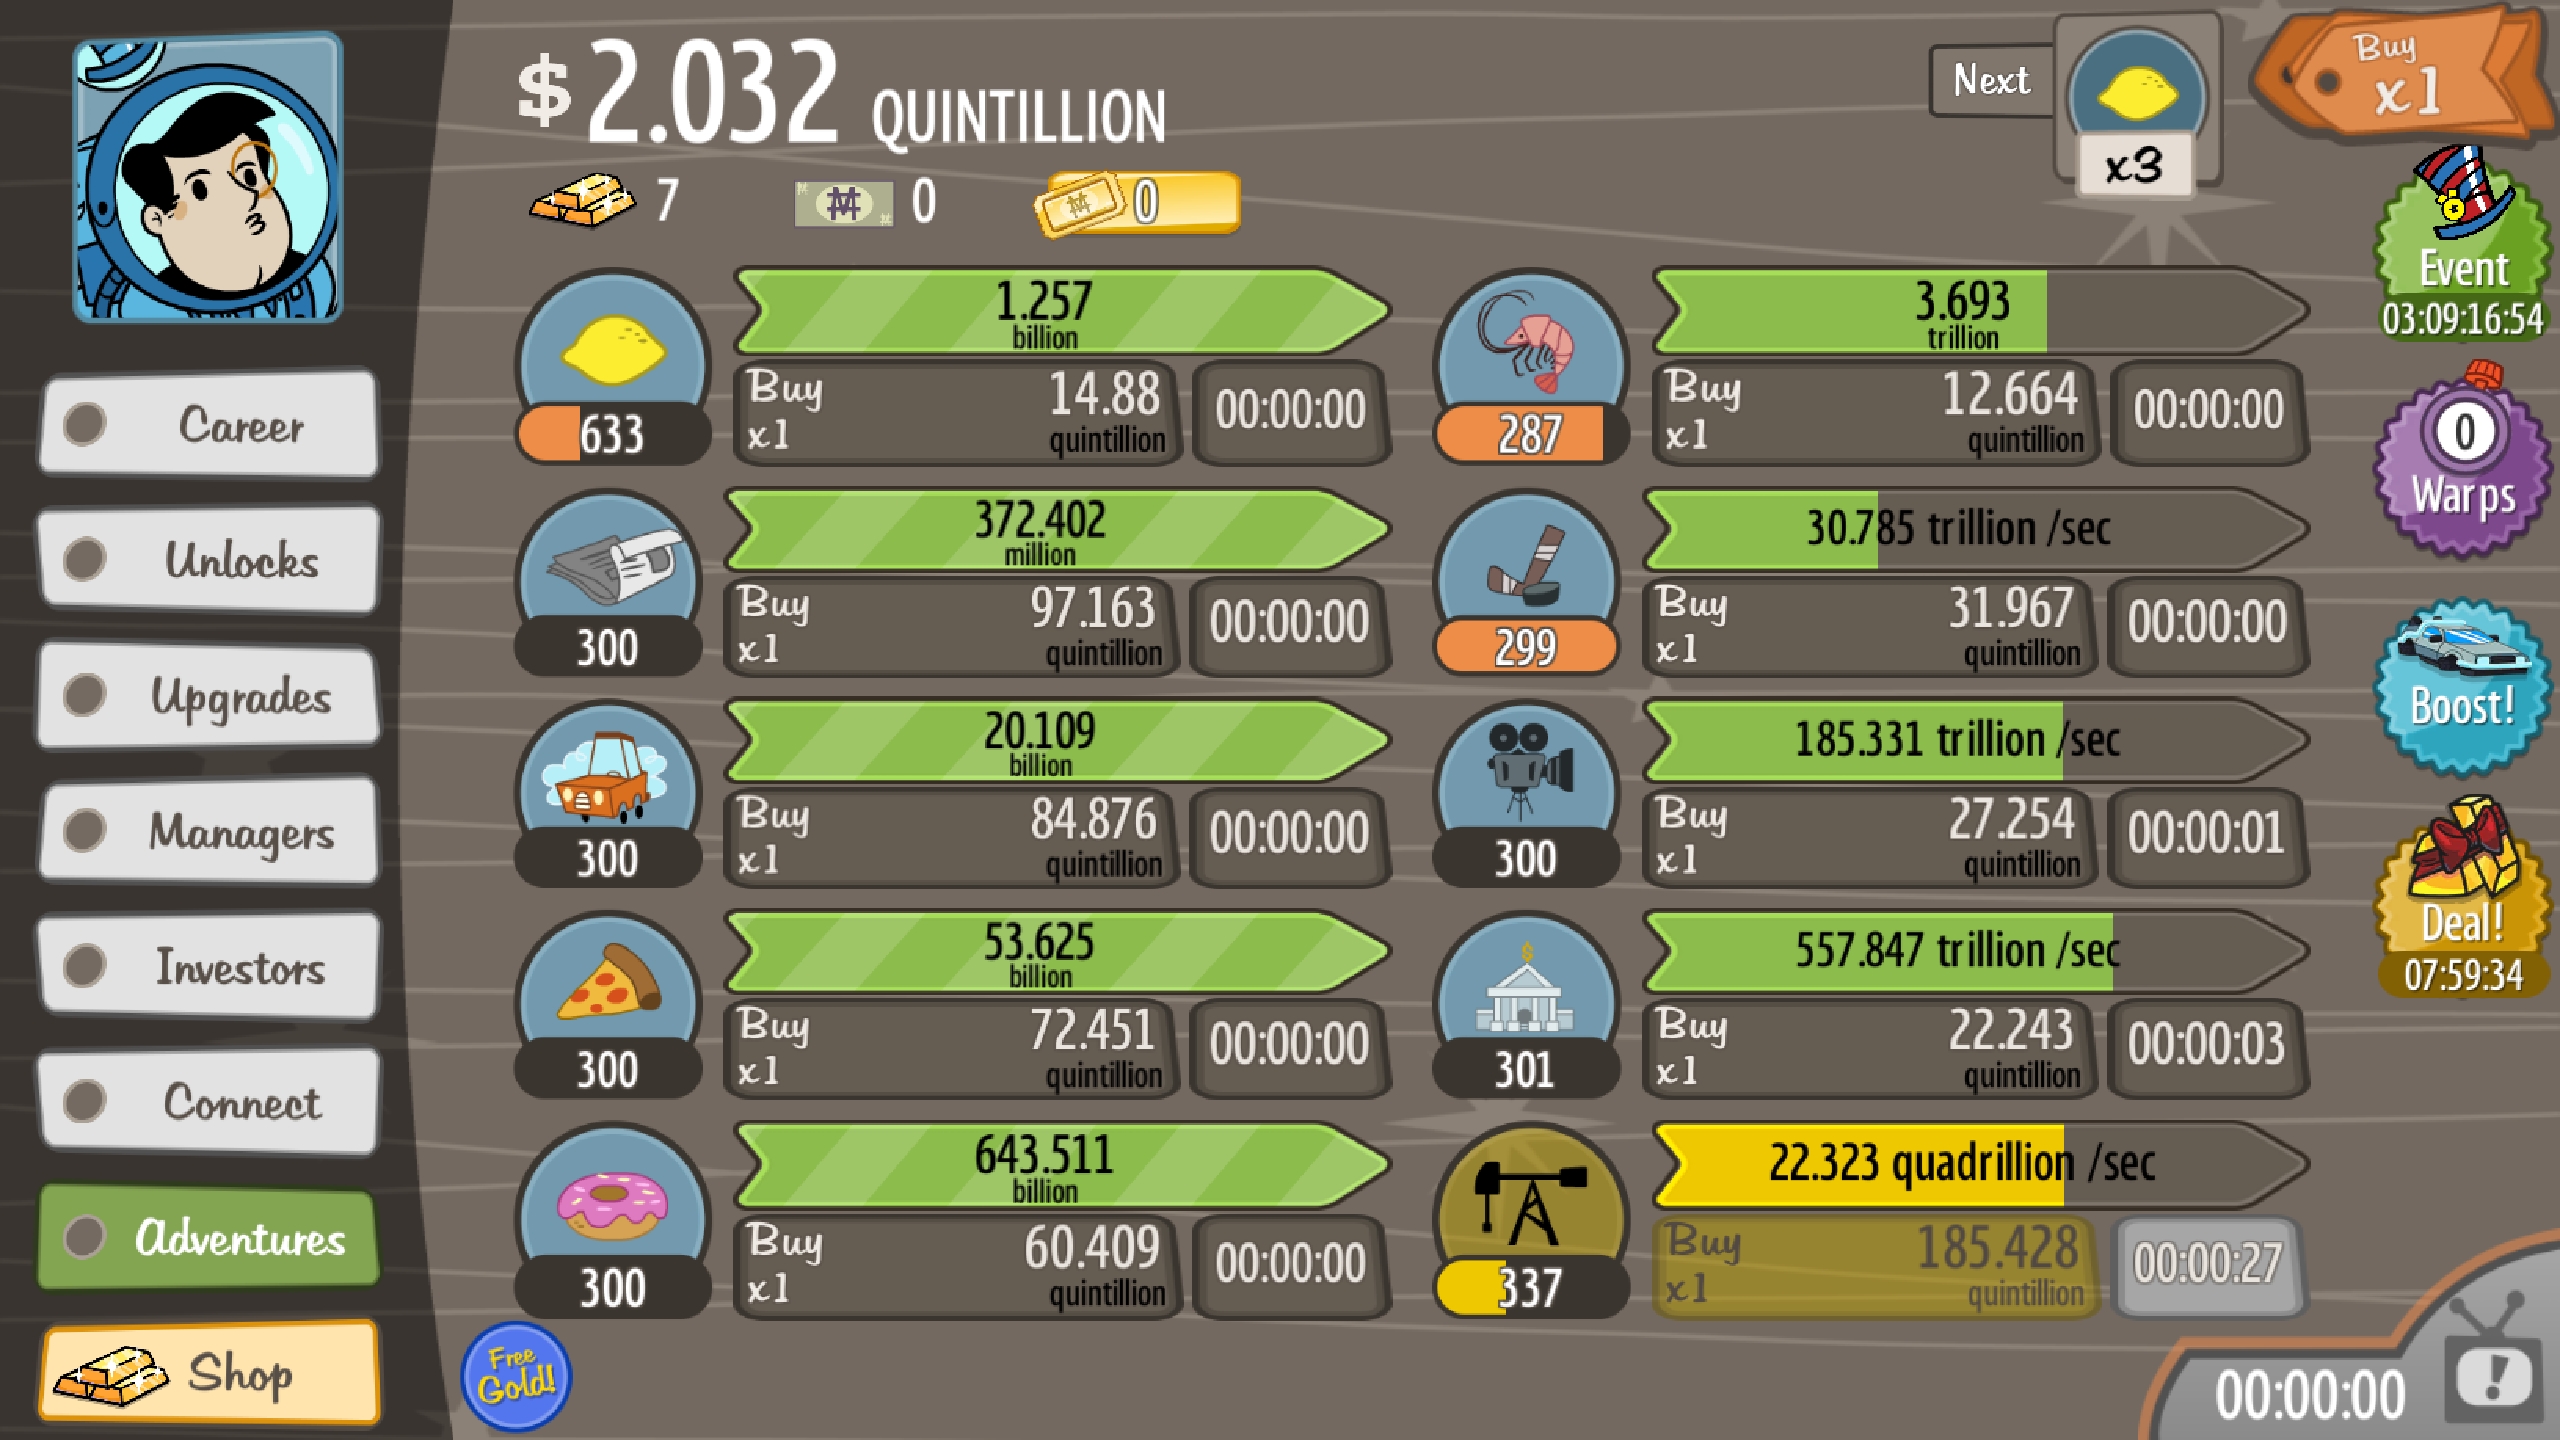 $2.032 QUINTILLION
Next
x3
Buy
x1
7
0
0
Event
03:09:16:54
0
Warps
Boost!
Deal!
07:59:34
Career
Unlocks
Upgrades
Managers
Investors
Connect
Adventures
Shop
1.257
billion
633
Buy
x1
14.88
quintillion
00:00:00
372.402
million
300
Buy
x1
97.163
quintillion
00:00:00
20.109
billion
300
Buy
x1
84.876
quintillion
00:00:00
53.625
billion
300
Buy
x1
72.451
quintillion
00:00:00
643.511
billion
300
Buy
x1
60.409
quintillion
00:00:00
3.693
trillion
287
Buy
x1
12.664
quintillion
00:00:00
30.785 trillion /sec
299
Buy
x1
31.967
quintillion
00:00:00
185.331 trillion /sec
300
Buy
x1
27.254
quintillion
00:00:01
557.847 trillion /sec
301
Buy
x1
22.243
quintillion
00:00:03
22.323 quadrillion /sec
337
Buy
x1
185.428
quintillion
00:00:27
Free
Gold!
00:00:00
!